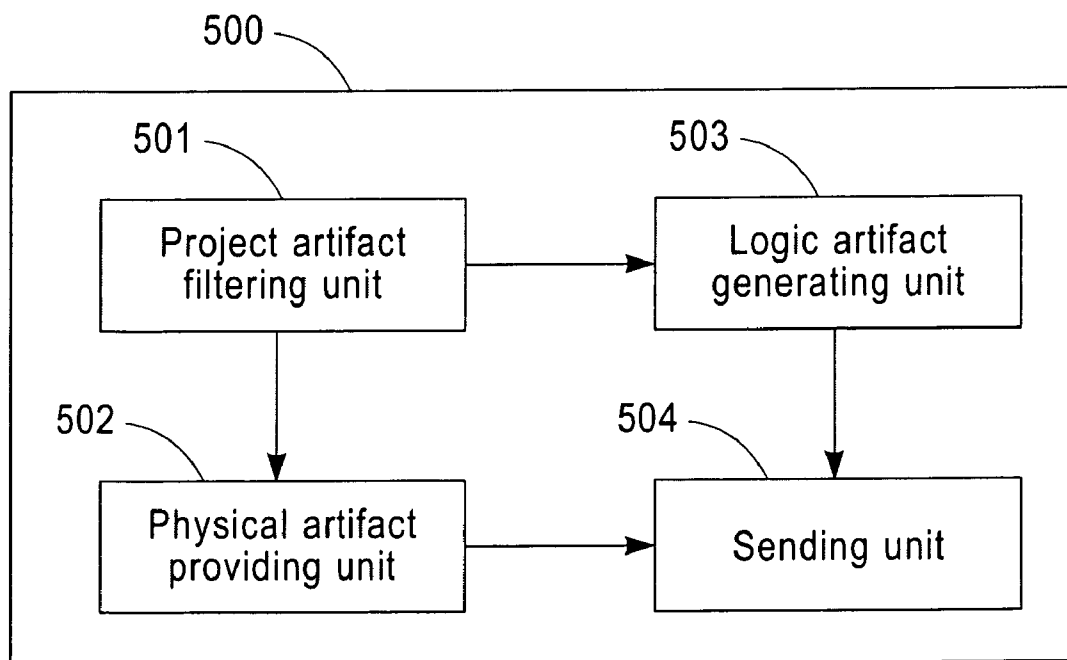 500
501
503
Project artifact
filtering unit
Logic artifact
generating unit
502
504
Physical artifact
providing unit
Sending unit